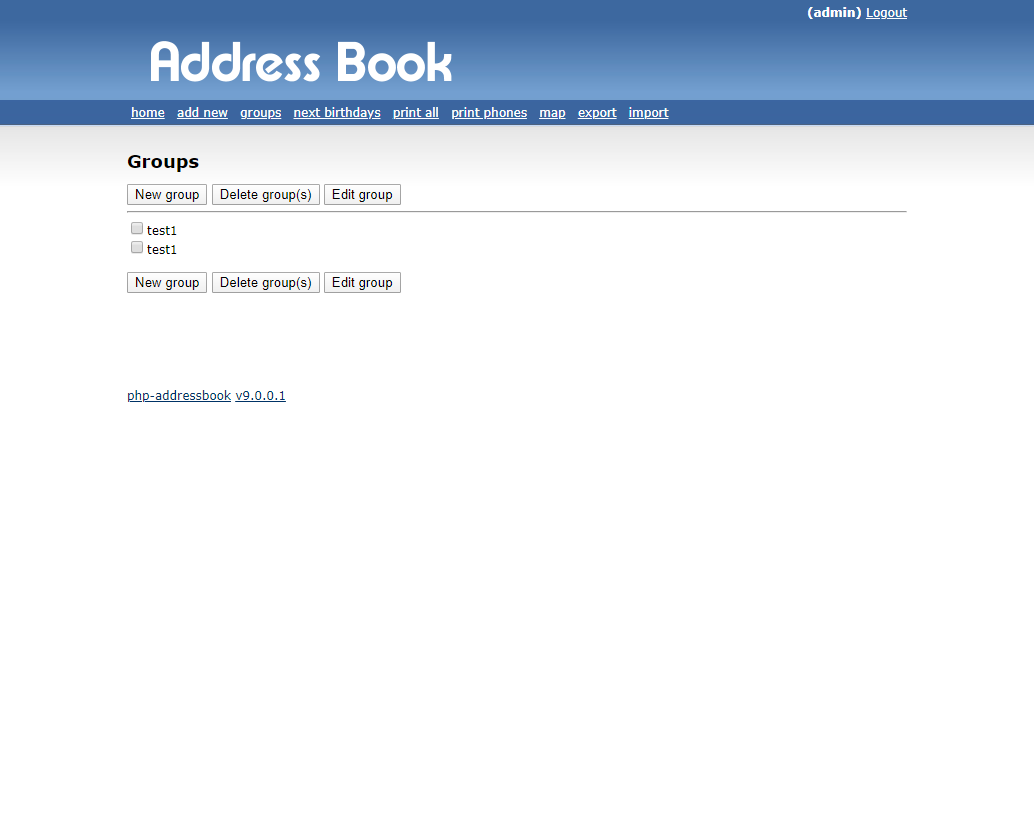 (admin) Logout
Address Book
home add new groups next birthdays print all print phones map export import
Groups
New group Delete group(s) Edit group
test1
test1
New group Delete group(s) Edit group
php-addressbook v9.0.0.1